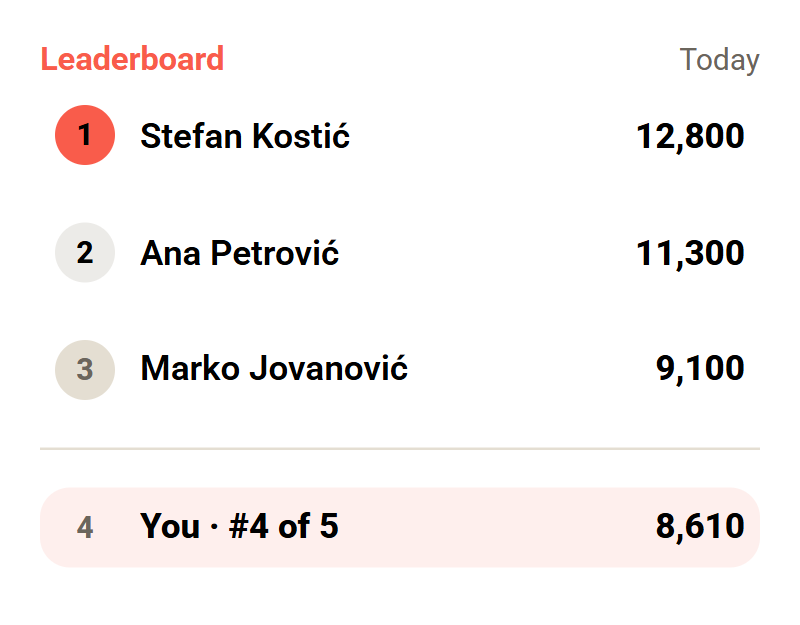 Leaderboard Today
1 Stefan Kostić 12,800
2 Ana Petrović 11,300
3 Marko Jovanović 9,100
4 You · #4 of 5 8,610